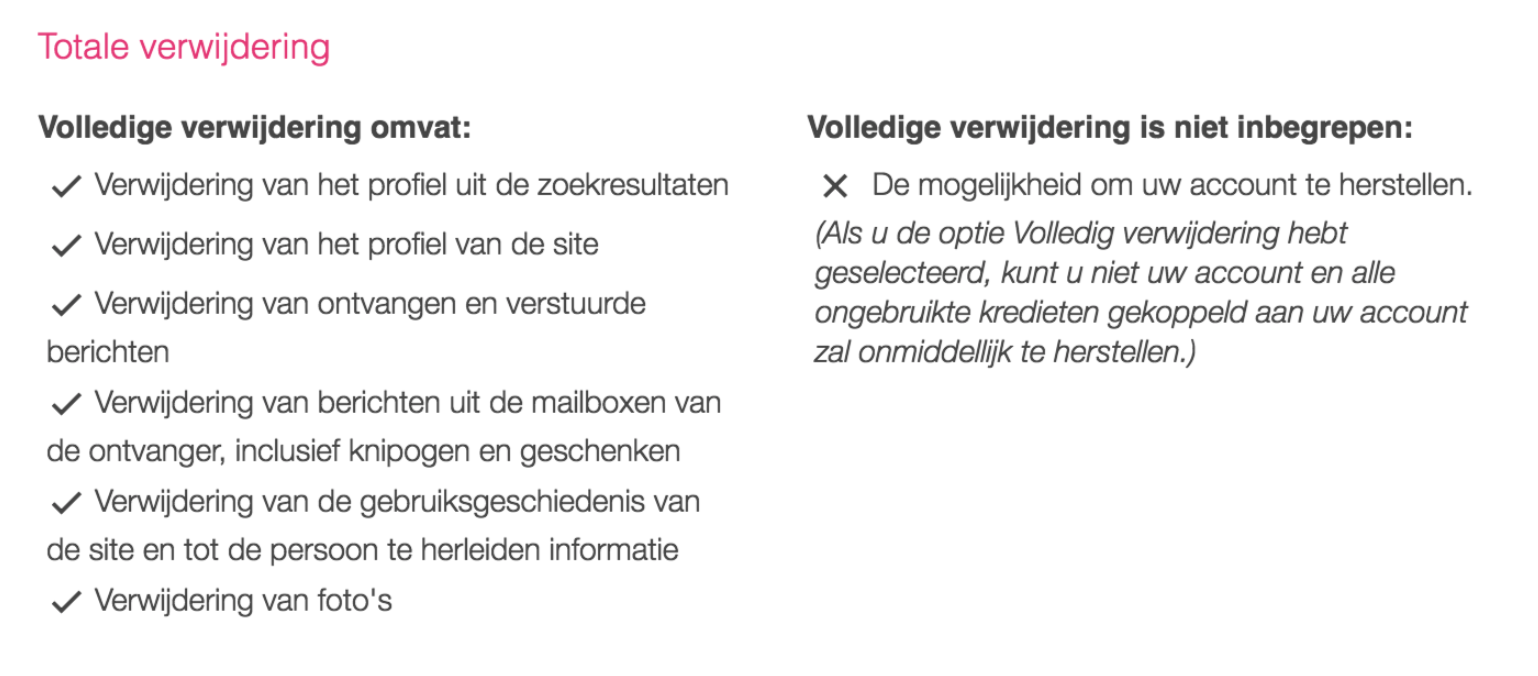 Totale verwijdering
Volledige verwijdering omvat:
✓ Verwijdering van het profiel uit de zoekresultaten
✓ Verwijdering van het profiel van de site
✓ Verwijdering van ontvangen en verstuurde
berichten
✓ Verwijdering van berichten uit de mailboxen van
de ontvanger, inclusief knipogen en geschenken
✓ Verwijdering van de gebruiksgeschiedenis van
de site en tot de persoon te herleiden informatie
✓ Verwijdering van foto's
Volledige verwijdering is niet inbegrepen:
✕ De mogelijkheid om uw account te herstellen.
(Als u de optie Volledig verwijdering hebt
geselecteerd, kunt u niet uw account en alle
ongebruikte kredieten gekoppeld aan uw account
zal onmiddellijk te herstellen.)